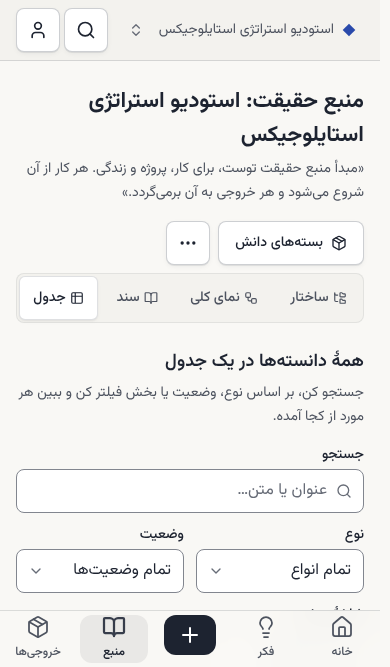 استودیو استراتژی استایلوجیکس
منبع حقیقت: استودیو استراتژی
استایلوجیکس
«مبدأ منبع حقیقت توست، برای کار، پروژه و زندگی. هر کار از آن
شروع می‌شود و هر خروجی به آن برمی‌گردد.»
بسته‌های دانش
ساختار
نمای کلی
سند
جدول
همهٔ دانسته‌ها در یک جدول
جستجو کن، بر اساس نوع، وضعیت یا بخش فیلتر کن و ببین هر
مورد از کجا آمده.
جستجو
عنوان یا متن…
نوع
وضعیت
تمام انواع
تمام وضعیت‌ها
خانه
فکر
منبع
خروجی‌ها